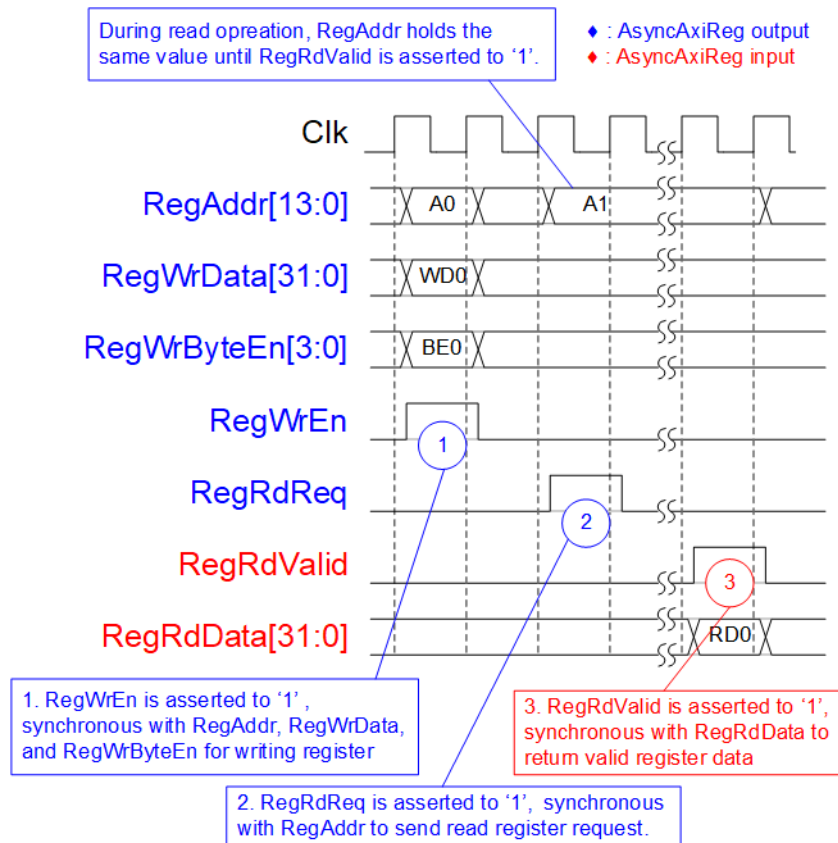 During read opreation, RegAddr holds the
same value until RegRdValid is asserted to ‘1’.
♦ : AsyncAxiReg output
♦ : AsyncAxiReg input
Clk
RegAddr[13:0]
A0
A1
RegWrData[31:0]
WD0
RegWrByteEn[3:0]
BE0
RegWrEn
1
RegRdReq
2
RegRdValid
3
RegRdData[31:0]
RD0
1. RegWrEn is asserted to ‘1’ ,
synchronous with RegAddr, RegWrData,
and RegWrByteEn for writing register
3. RegRdValid is asserted to ‘1’,
synchronous with RegRdData to
return valid register data
2. RegRdReq is asserted to ‘1’, synchronous
with RegAddr to send read register request.